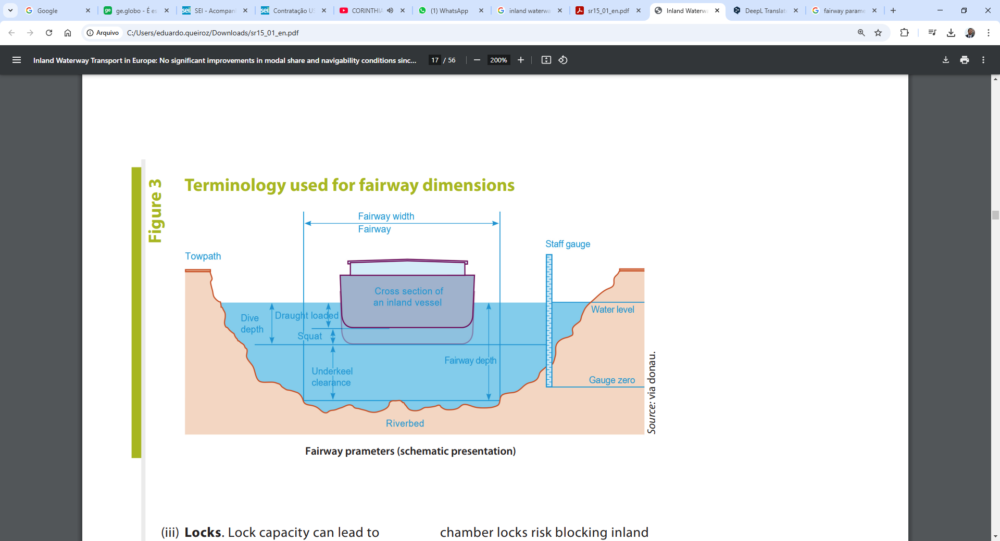 Google
ge.globo - É es
SEI - Acompanh
Contratação US
CORINTHIA
(1) WhatsApp
inland waterwa
sr15_01_en.pdf
Inland Waterwa
DeepL Translate
fairway parame
Arquivo
C:/Users/eduardo.queiroz/Downloads/sr15_01_en.pdf
Inland Waterway Transport in Europe: No significant improvements in modal share and navigability conditions sinc...
17 / 56
200%
Figure 3
Terminology used for fairway dimensions
Fairway width
Fairway
Staff gauge
Towpath
Cross section of
an inland vessel
Water level
Dive
depth
Draught loaded
Squat
Fairway depth
Underkeel
clearance
Gauge zero
Riverbed
Source: via donau.
Fairway prameters (schematic presentation)
(iii) Locks. Lock capacity can lead to
chamber locks risk blocking inland